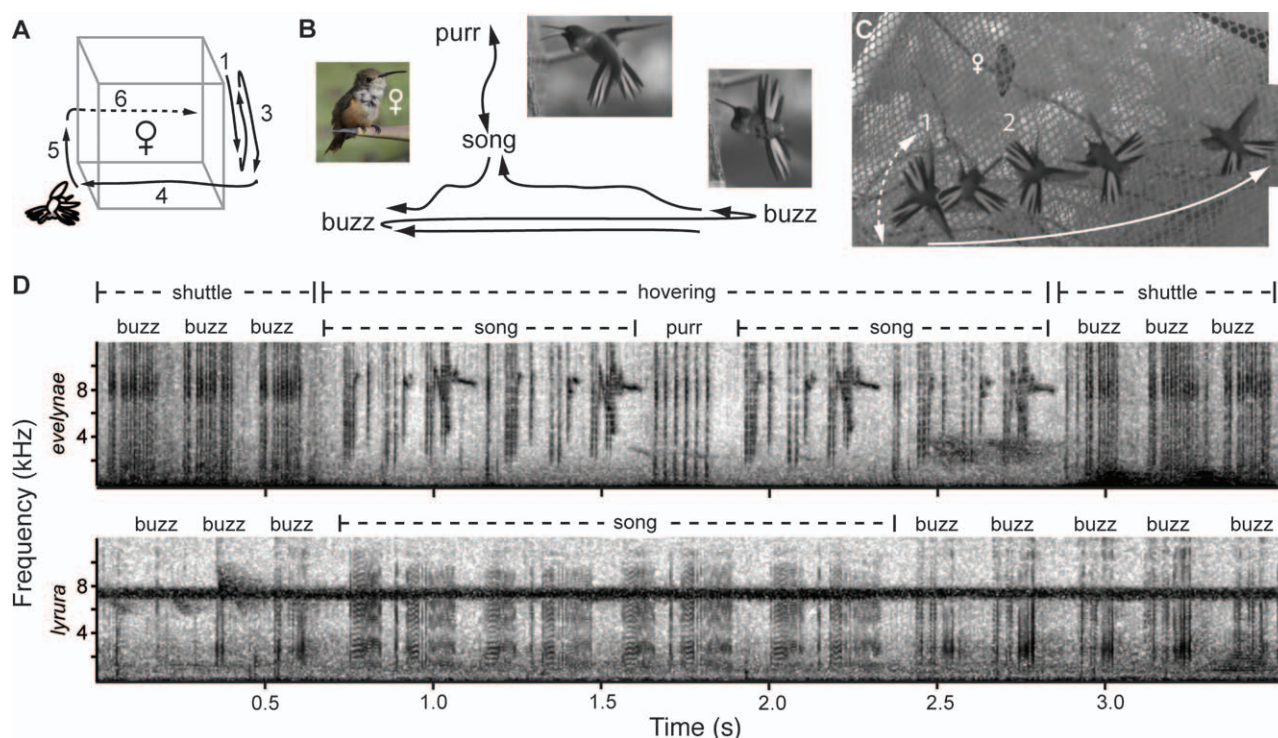 A
1
3
6
♀
5
4
B
purr
♀
song
buzz
buzz
C
♀
1
2
D
shuttle hovering shuttle
buzz buzz buzz song purr song buzz buzz buzz
Frequency (kHz)
evelynae
8
4
buzz buzz buzz song buzz buzz buzz buzz buzz
lyrura
8
4
0.5 1.0 1.5 2.0 2.5 3.0
Time (s)